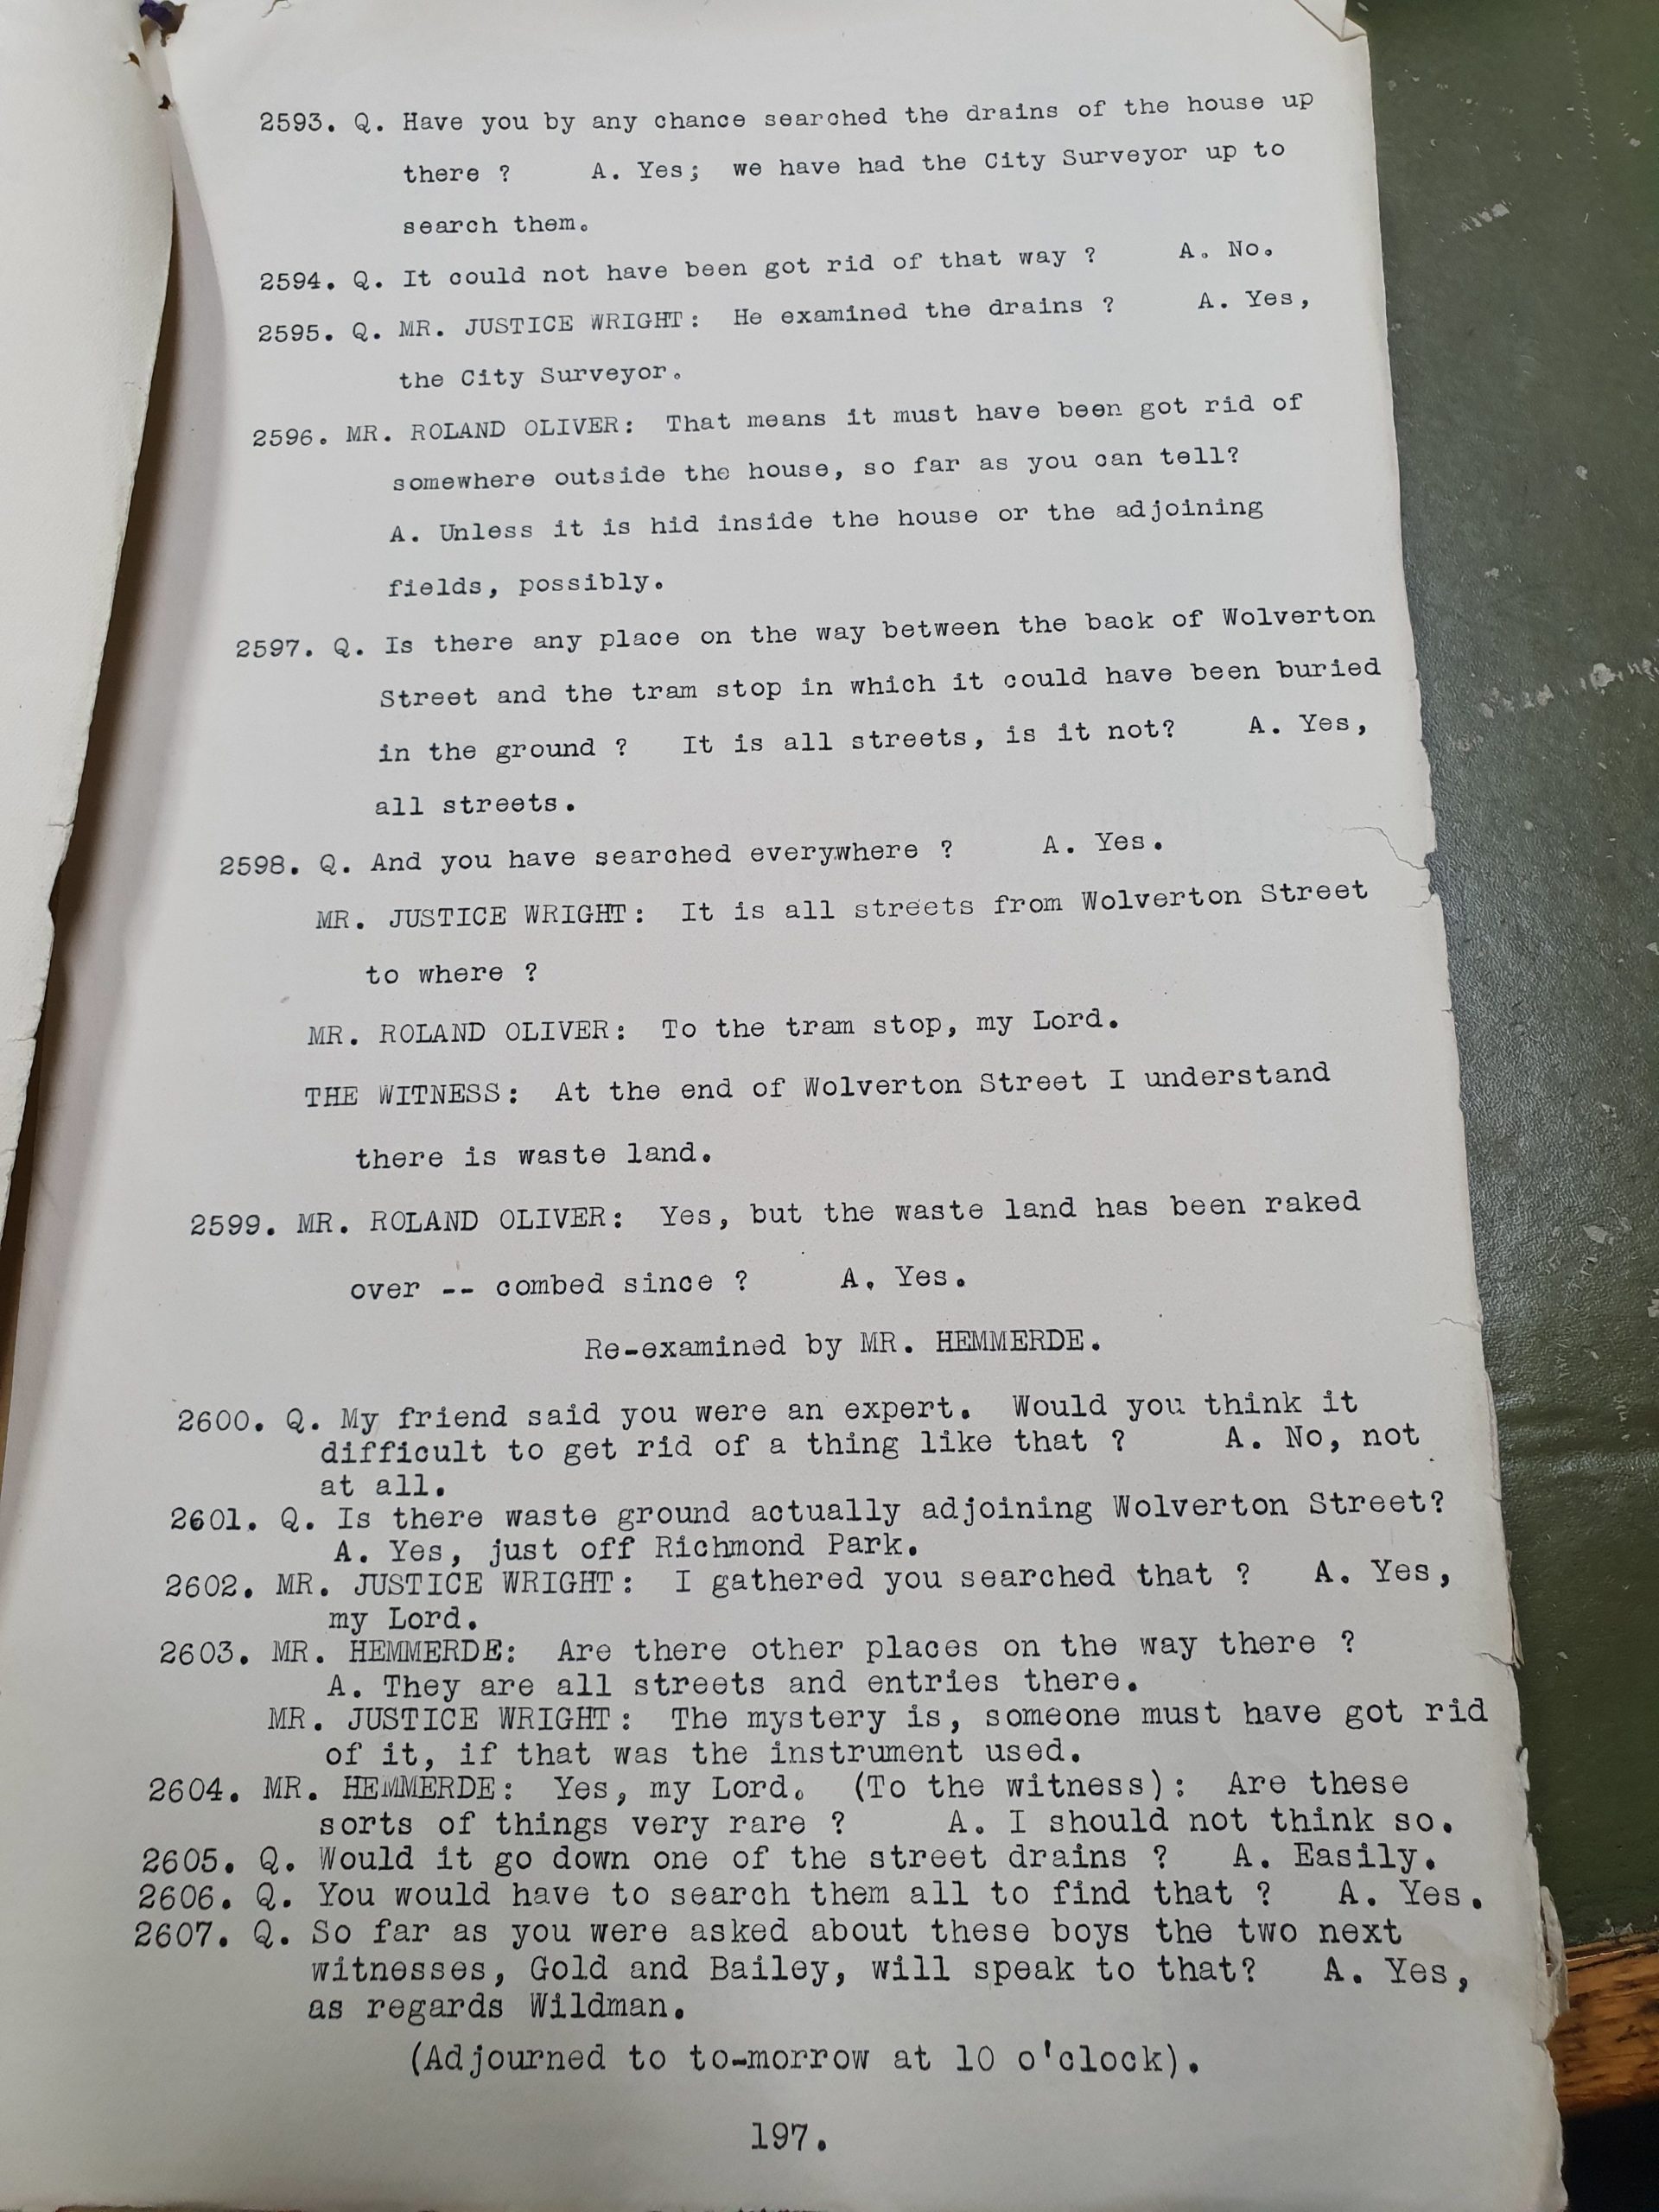 2593. Q. Have you by any chance searched the drains of the house up
there ? A. Yes; we have had the City Surveyor up to
search them.
2594. Q. It could not have been got rid of that way ? A. No.
2595. Q. MR. JUSTICE WRIGHT: He examined the drains ? A. Yes,
the City Surveyor.
2596. MR. ROLAND OLIVER: That means it must have been got rid of
somewhere outside the house, so far as you can tell?
A. Unless it is hid inside the house or the adjoining
fields, possibly.
2597. Q. Is there any place on the way between the back of Wolverton
Street and the tram stop in which it could have been buried
in the ground ? It is all streets, is it not? A. Yes,
all streets.
2598. Q. And you have searched everywhere ? A. Yes.
MR. JUSTICE WRIGHT: It is all streets from Wolverton Street
to where ?
MR. ROLAND OLIVER: To the tram stop, my Lord.
THE WITNESS: At the end of Wolverton Street I understand
there is waste land.
2599. MR. ROLAND OLIVER: Yes, but the waste land has been raked
over -- combed since ? A. Yes.
Re-examined by MR. HEMMERDE.
2600. Q. My friend said you were an expert. Would you think it
difficult to get rid of a thing like that ? A. No, not
at all.
2601. Q. Is there waste ground actually adjoining Wolverton Street?
A. Yes, just off Richmond Park.
2602. MR. JUSTICE WRIGHT: I gathered you searched that ? A. Yes,
my Lord.
2603. MR. HEMMERDE: Are there other places on the way there ?
A. They are all streets and entries there.
MR. JUSTICE WRIGHT: The mystery is, someone must have got rid
of it, if that was the instrument used.
2604. MR. HEMMERDE: Yes, my Lord. (To the witness): Are these
sorts of things very rare ? A. I should not think so.
2605. Q. Would it go down one of the street drains ? A. Easily.
2606. Q. You would have to search them all to find that ? A. Yes.
2607. Q. So far as you were asked about these boys the two next
witnesses, Gold and Bailey, will speak to that? A. Yes,
as regards Wildman.
(Adjourned to to-morrow at 10 o'clock).
197.